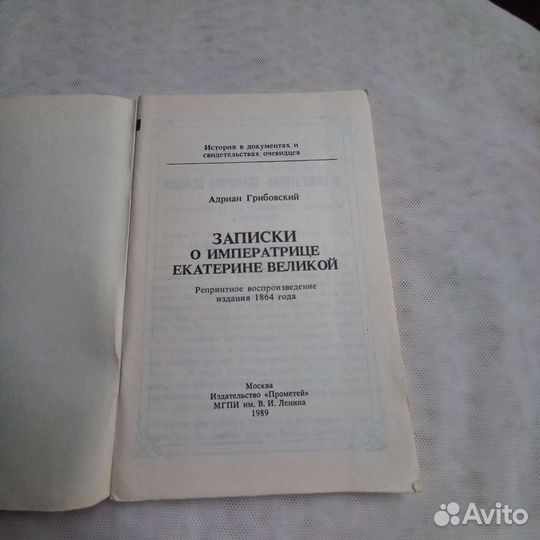 История в документах и
свидетельствах очевидцев
Адриан Грибовский
ЗАПИСКИ
О ИМПЕРАТРИЦЕ
ЕКАТЕРИНЕ ВЕЛИКОЙ
Репринтное воспроизведение
издания 1864 года
Москва
Издательство «Прометей»
МГПИ им. В. И. Ленина
1989
Avito